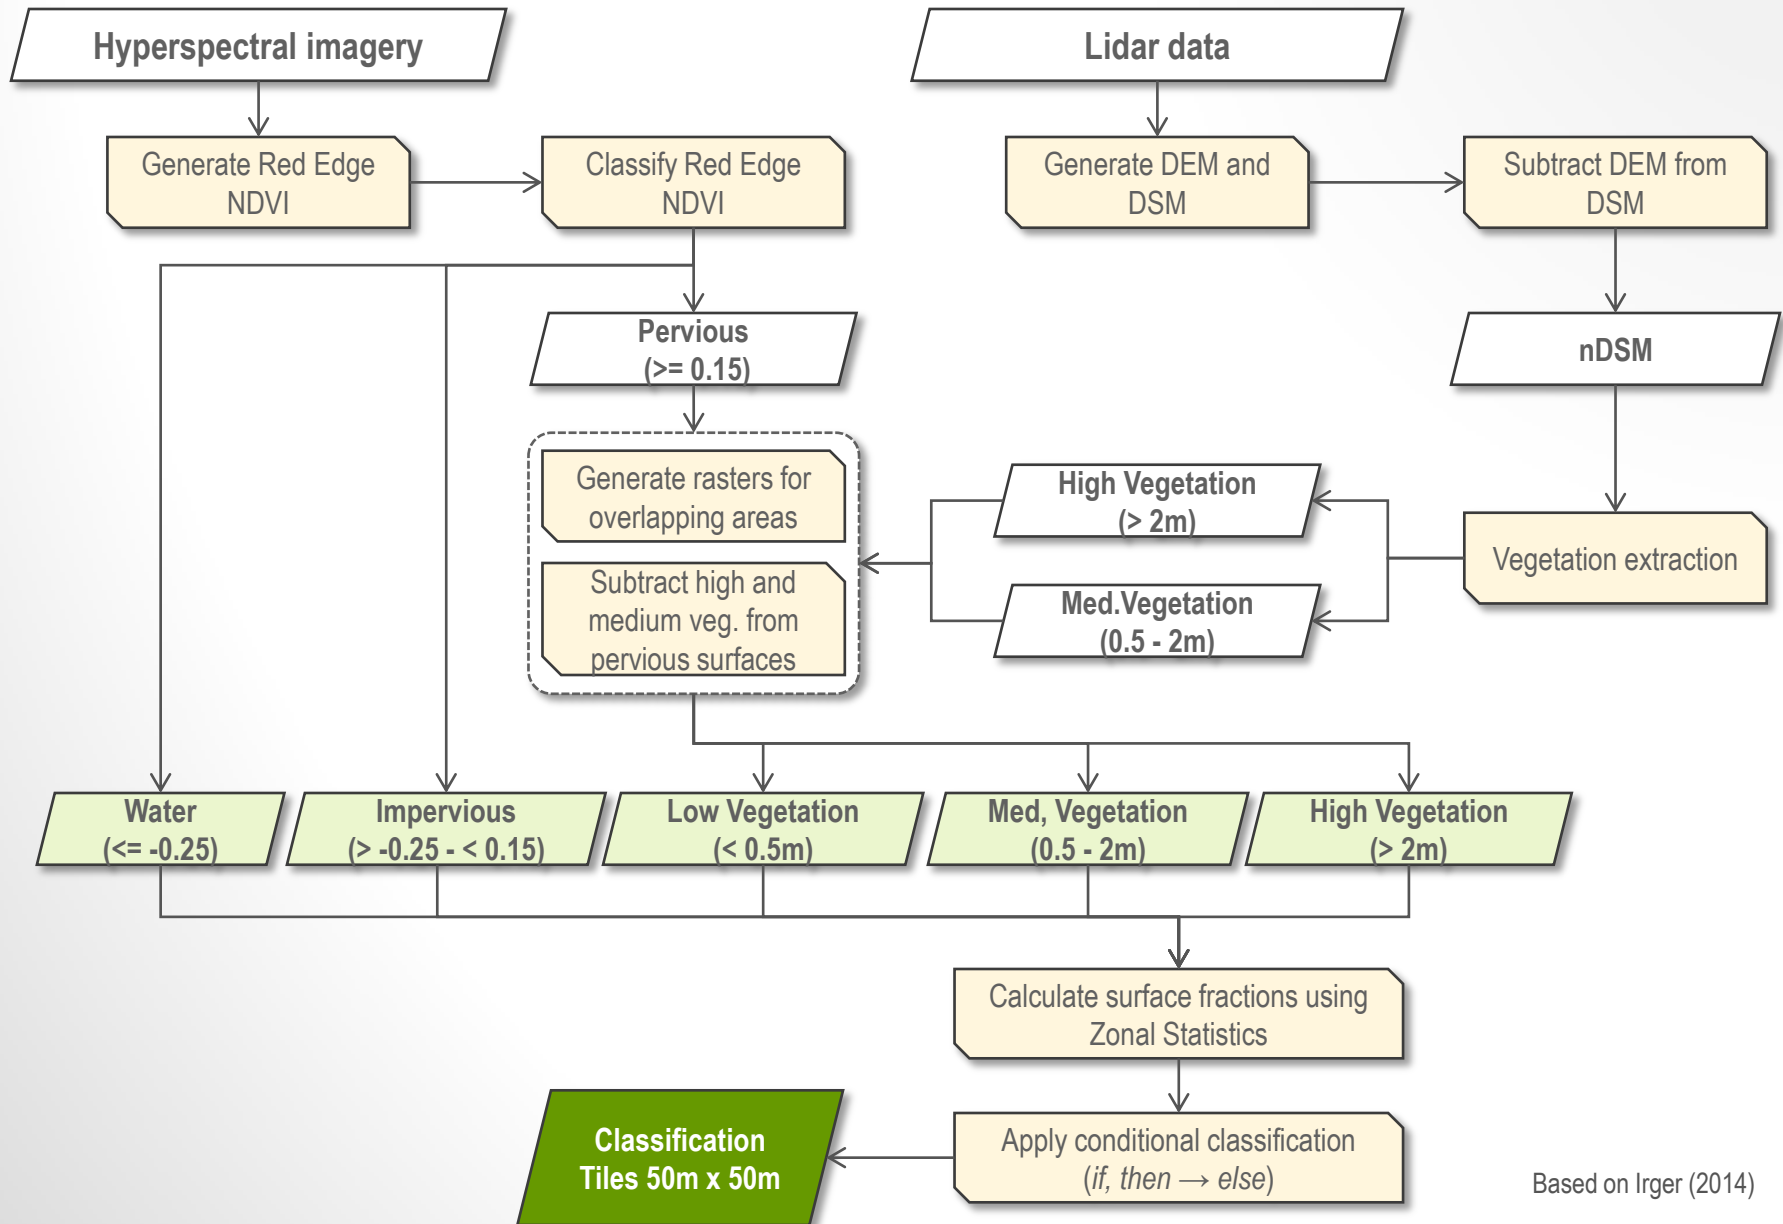 Hyperspectral imagery
Lidar data
Generate Red Edge
NDVI
Classify Red Edge
NDVI
Generate DEM and
DSM
Subtract DEM from
DSM
Pervious
(>= 0.15)
nDSM
Generate rasters for
overlapping areas
High Vegetation
(> 2m)
Vegetation extraction
Subtract high and
medium veg. from
pervious surfaces
Med.Vegetation
(0.5 - 2m)
Water
(<= -0.25)
Impervious
(> -0.25 - < 0.15)
Low Vegetation
(< 0.5m)
Med, Vegetation
(0.5 - 2m)
High Vegetation
(> 2m)
Calculate surface fractions using
Zonal Statistics
Classification
Tiles 50m x 50m
Apply conditional classification
(if, then → else)
Based on Irger (2014)